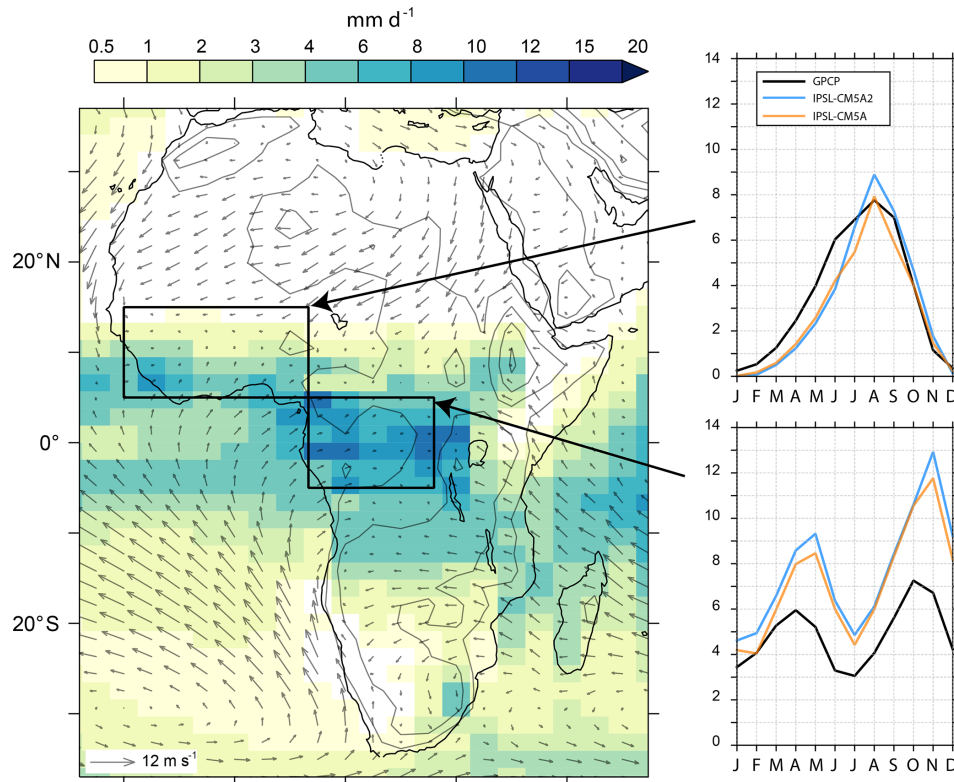 mm d⁻¹
0.5 1 2 3 4 6 8 10 12 15 20
20°N
0°
20°S
12 m s⁻¹
14
12
10
8
6
4
2
0
GPCP
IPSL-CM5A2
IPSL-CM5A
J F M A M J J A S O N D
14
12
10
8
6
4
2
0
J F M A M J J A S O N D